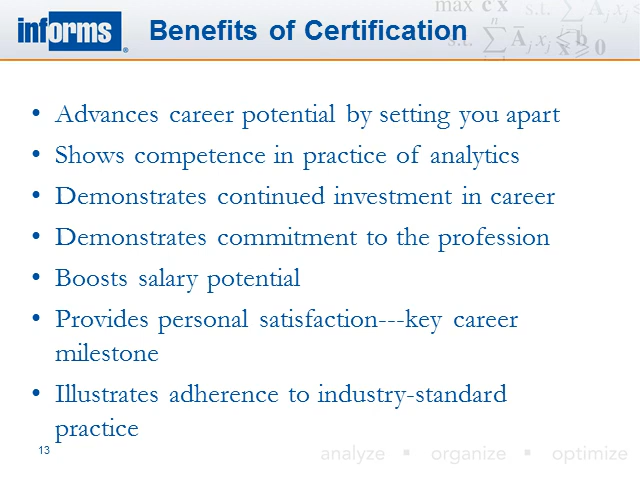 informs®
Benefits of Certification
max c x s.t. ∑ A j x j ≤
s.t. n ∑ A̅ j x j ≤ b
x ≥ 0
• Advances career potential by setting you apart
• Shows competence in practice of analytics
• Demonstrates continued investment in career
• Demonstrates commitment to the profession
• Boosts salary potential
• Provides personal satisfaction---key career
milestone
• Illustrates adherence to industry-standard
practice
13
analyze ▪ organize ▪ optimize